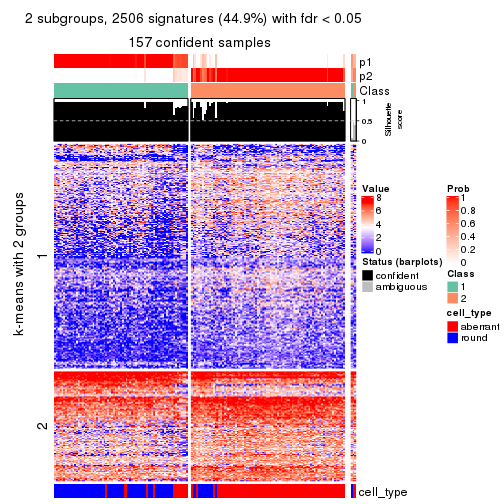 2 subgroups, 2506 signatures (44.9%) with fdr < 0.05
157 confident samples
p1
p2
Class
1
0.5
0
Silhouette
score
k-means with 2 groups
1
2
Value
8
6
4
2
0
Status (barplots)
confident
ambiguous
Prob
1
0.8
0.6
0.4
0.2
0
Class
1
2
cell_type
aberrant
round
cell_type